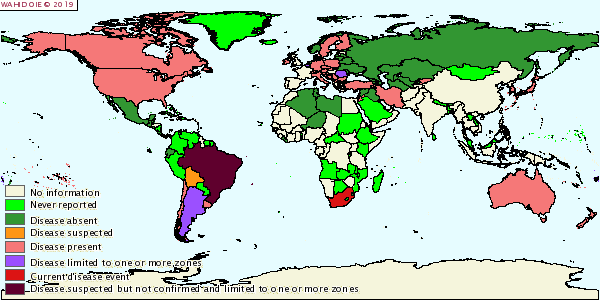 WAHID OIE © 2019
No information
Never reported
Disease absent
Disease suspected
Disease present
Disease limited to one or more zones
Current disease event
Disease suspected but not confirmed and limited to one or more zones